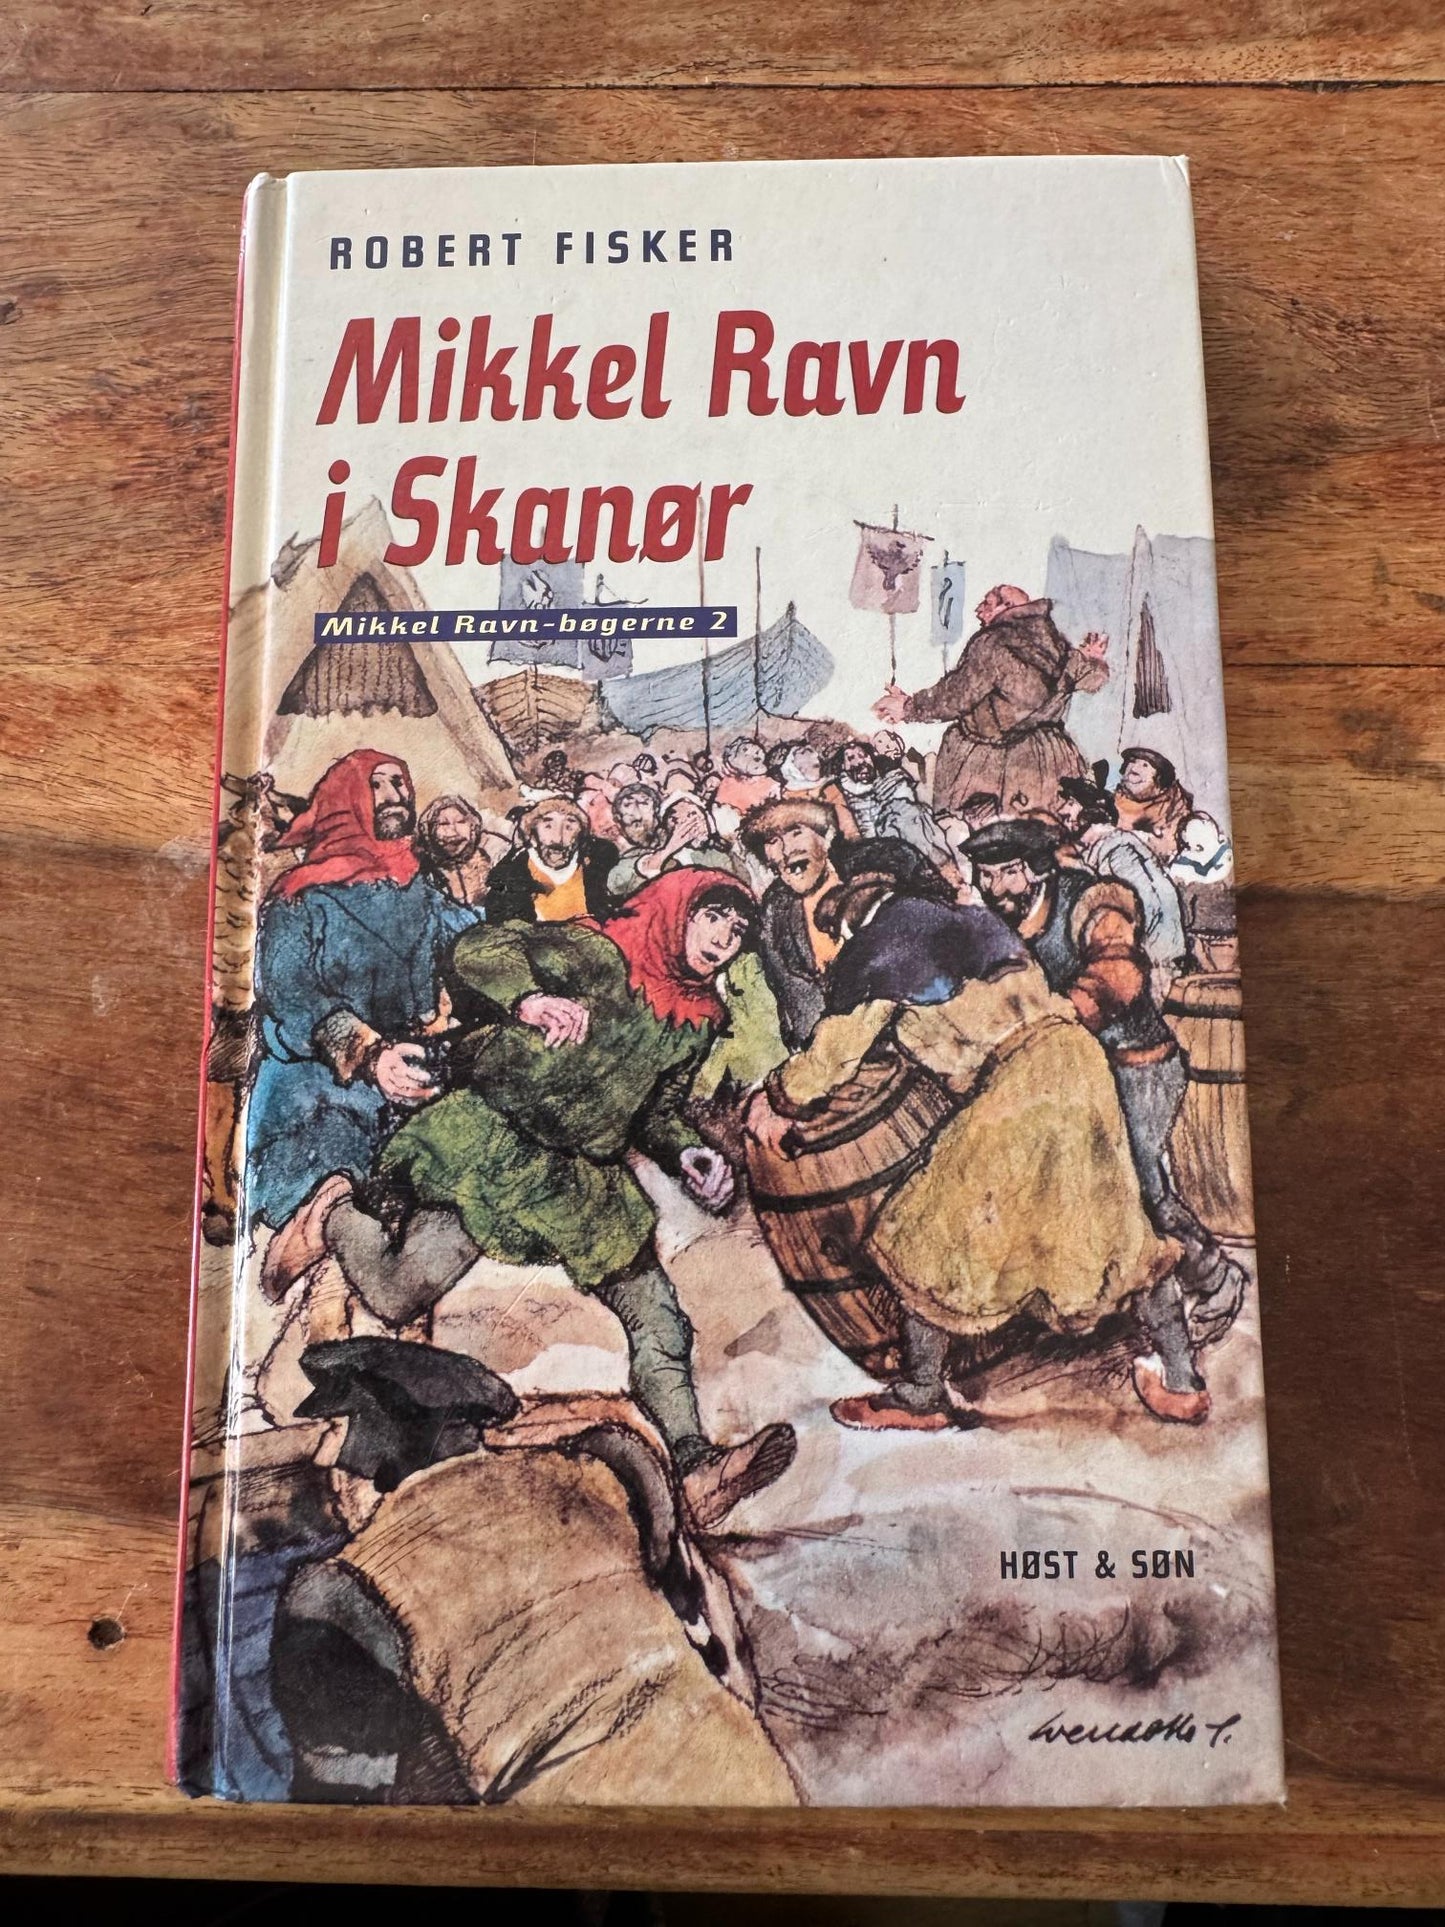 ROBERT FISKER
Mikkel Ravn
i Skanør
Mikkel Ravn-bøgerne 2
HØST & SØN